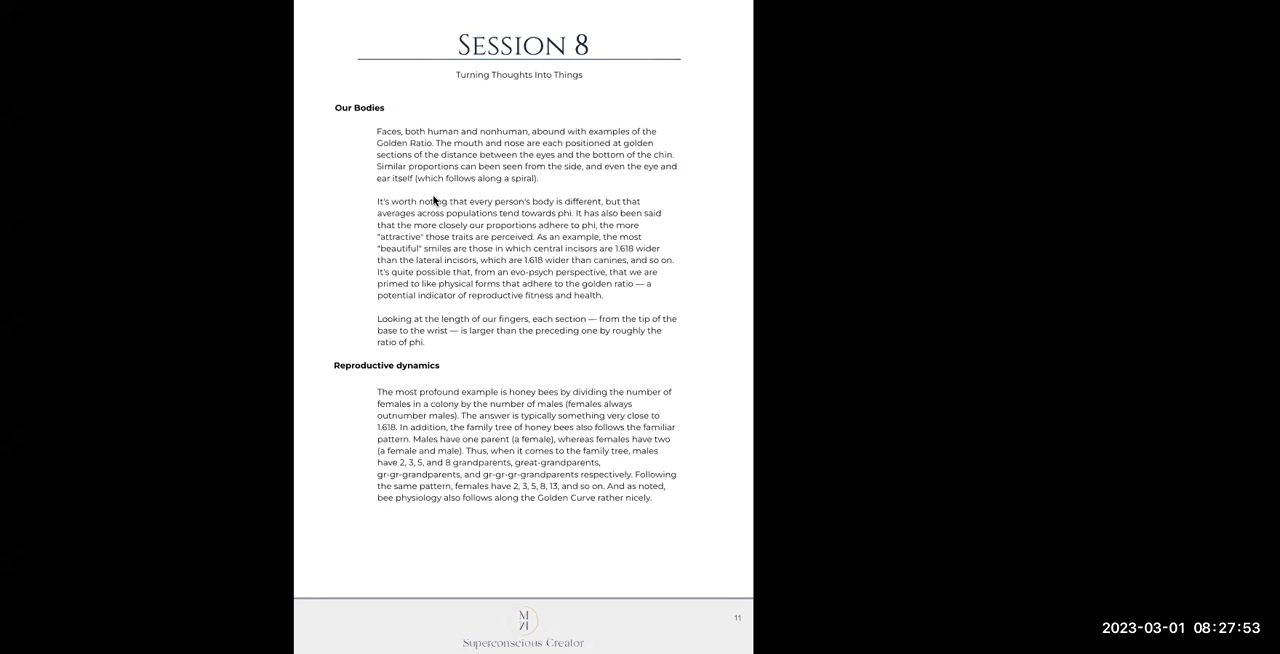 SESSION 8
Turning Thoughts Into Things
Our Bodies
Faces, both human and nonhuman, abound with examples of the
Golden Ratio. The mouth and nose are each positioned at golden
sections of the distance between the eyes and the bottom of the chin.
Similar proportions can been seen from the side, and even the eye and
ear itself (which follows along a spiral).
It's worth noting that every person's body is different, but that
averages across populations tend towards phi. It has also been said
that the more closely our proportions adhere to phi, the more
"attractive" those traits are perceived. As an example, the most
"beautiful" smiles are those in which central incisors are 1.618 wider
than the lateral incisors, which are 1.618 wider than canines, and so on.
It's quite possible that, from an evo-psych perspective, that we are
primed to like physical forms that adhere to the golden ratio — a
potential indicator of reproductive fitness and health.
Looking at the length of our fingers, each section — from the tip of the
base to the wrist — is larger than the preceding one by roughly the
ratio of phi.
Reproductive dynamics
The most profound example is honey bees by dividing the number of
females in a colony by the number of males (females always
outnumber males). The answer is typically something very close to
1.618. In addition, the family tree of honey bees also follows the familiar
pattern. Males have one parent (a female), whereas females have two
(a female and male). Thus, when it comes to the family tree, males
have 2, 3, 5, and 8 grandparents, great-grandparents,
gr-gr-grandparents, and gr-gr-gr-grandparents respectively. Following
the same pattern, females have 2, 3, 5, 8, 13, and so on. And as noted,
bee physiology also follows along the Golden Curve rather nicely.
11
Superconscious Creator
2023-03-01 08:27:53